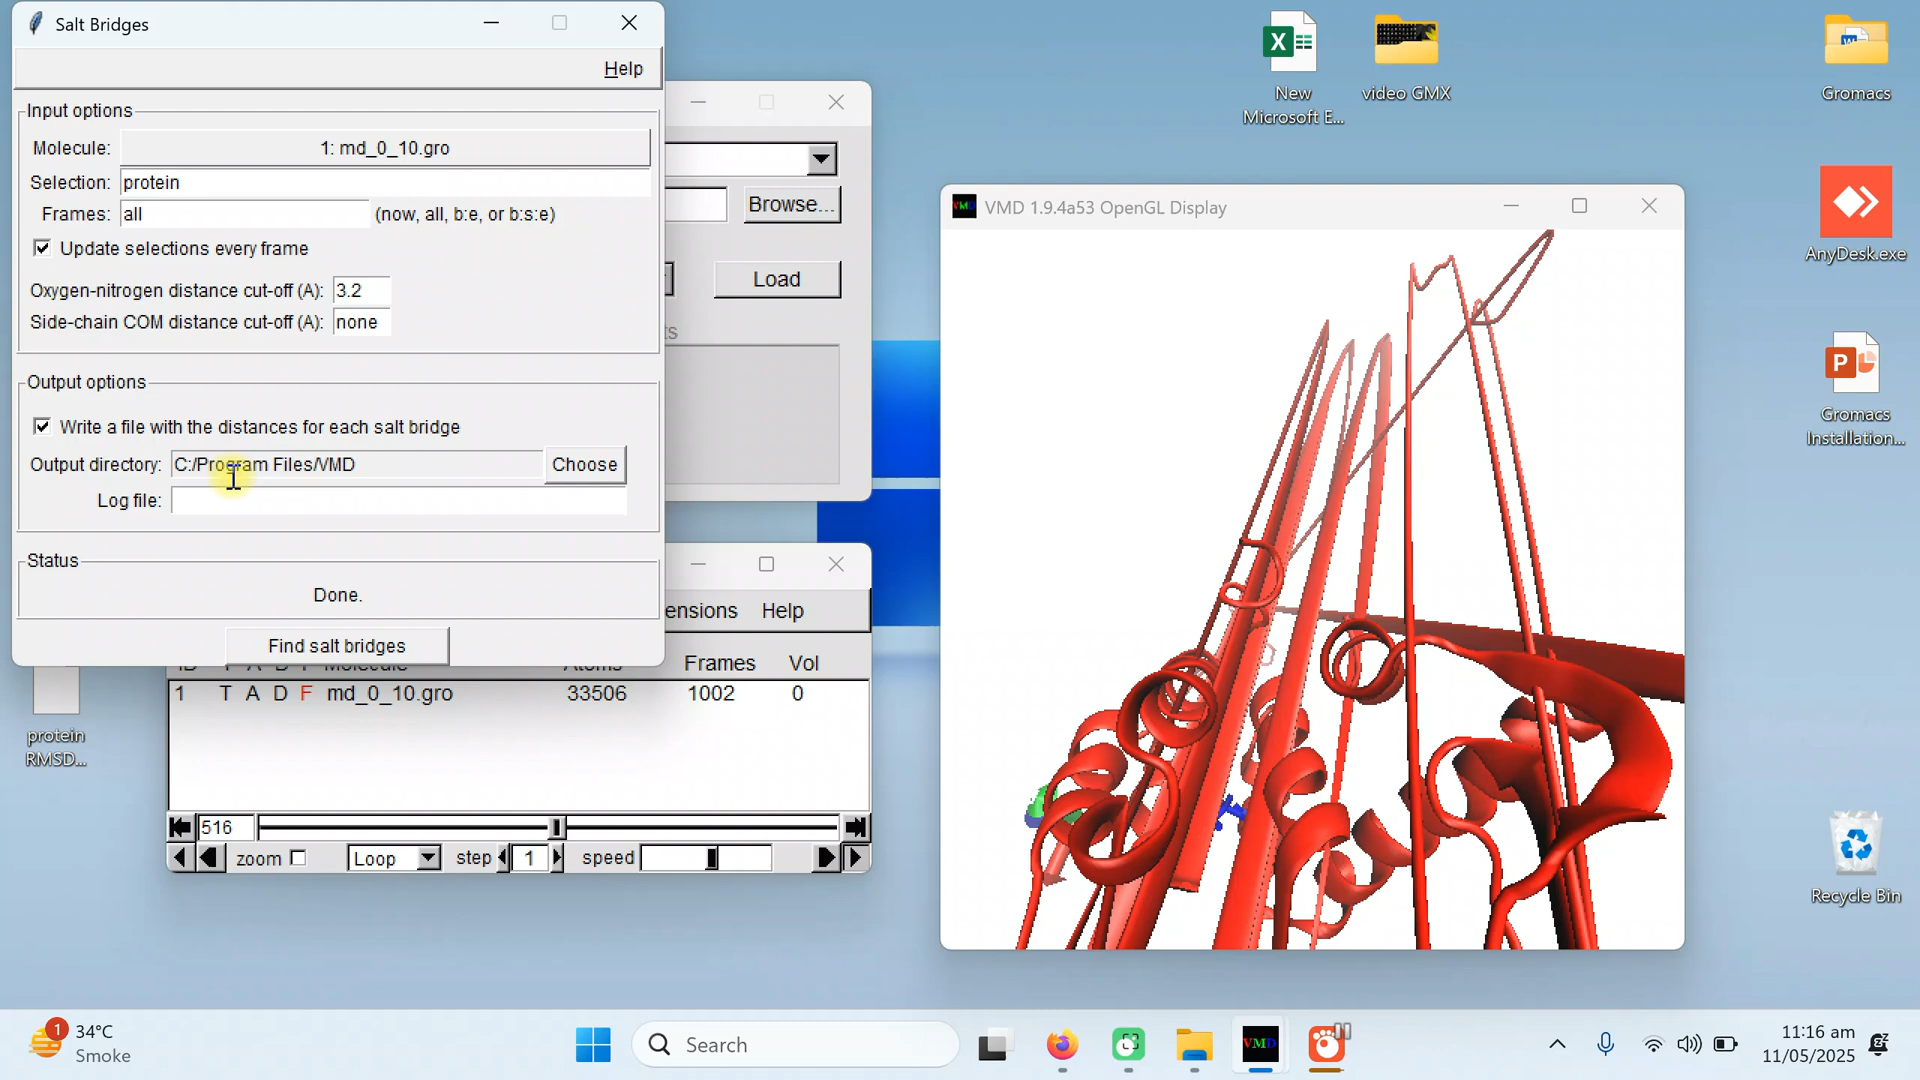 Salt Bridges
Help
Input options
Molecule: 1: md_0_10.gro
Selection: protein
Frames: all (now, all, b:e, or b:s:e)
Update selections every frame
Oxygen-nitrogen distance cut-off (A): 3.2
Side-chain COM distance cut-off (A): none
Output options
Write a file with the distances for each salt bridge
Output directory: C:/Program Files/VMD Choose
Log file:
Status
Done.
Find salt bridges
Browse...
Load
ts
ensions Help
Frames Vol
1 T A D F md_0_10.gro 33506 1002 0
516
zoom Loop step 1 speed
VMD 1.9.4a53 OpenGL Display
VMD
New
Microsoft E...
video GMX
Gromacs
AnyDesk.exe
Gromacs
Installation...
Recycle Bin
protein
RMSD...
1
34°C
Smoke
Search
VMD
11:16 am
11/05/2025